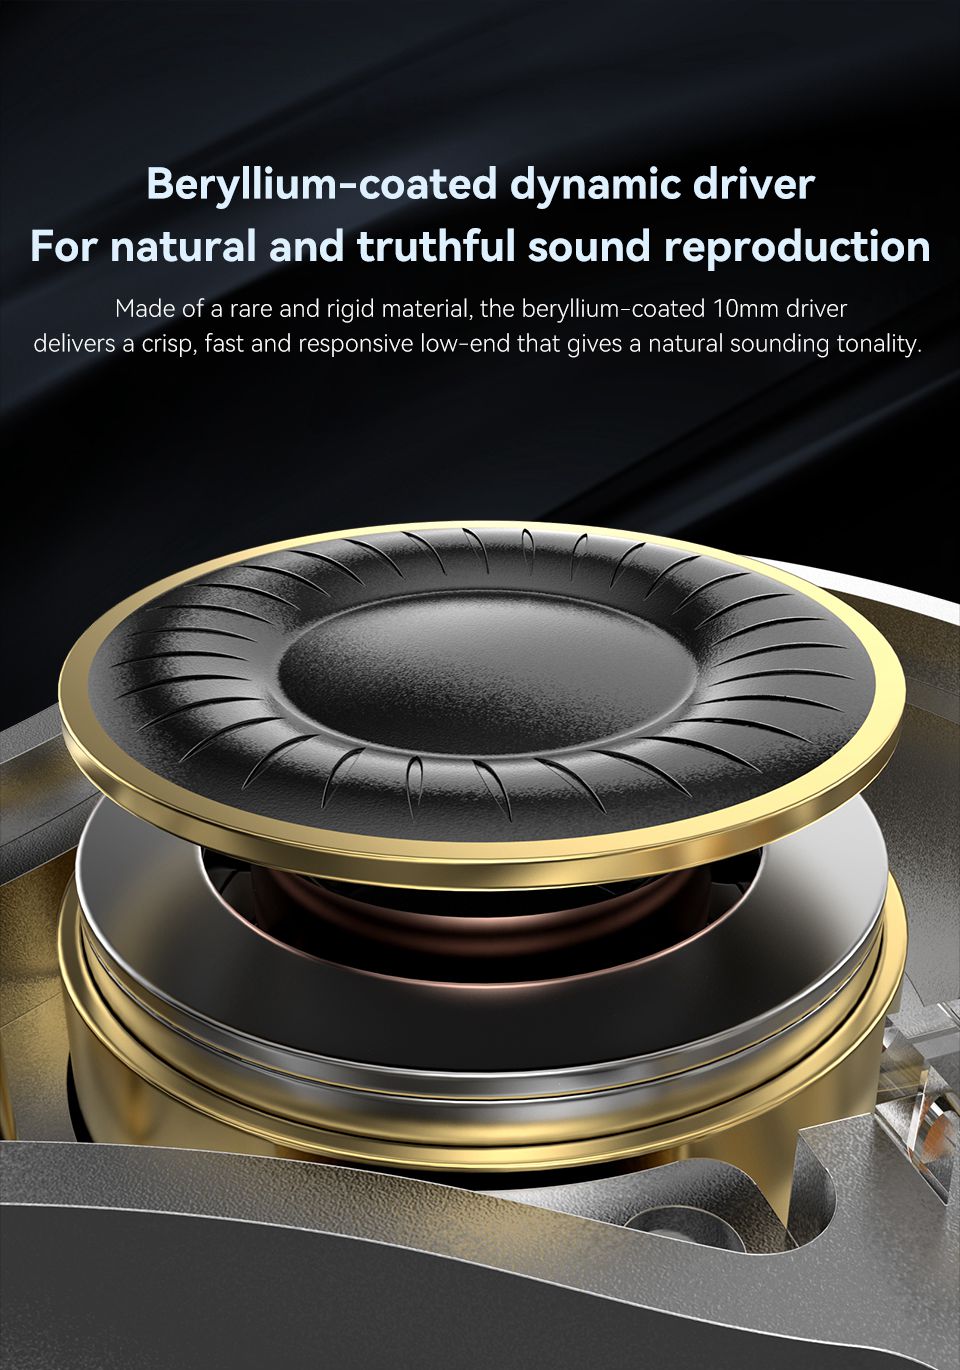 Beryllium-coated dynamic driver
For natural and truthful sound reproduction
Made of a rare and rigid material, the beryllium-coated 10mm driver
delivers a crisp, fast and responsive low-end that gives a natural sounding tonality.